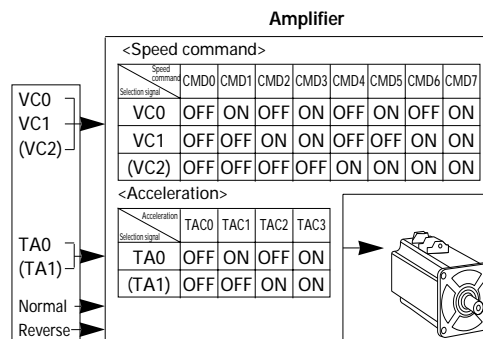 Amplifier
<Speed command>
Speed command
Selection signal
CMD0 CMD1 CMD2 CMD3 CMD4 CMD5 CMD6 CMD7
VC0 OFF ON OFF ON OFF ON OFF ON
VC1 OFF OFF ON ON OFF OFF ON ON
(VC2) OFF OFF OFF OFF ON ON ON ON
<Acceleration>
Acceleration
Selection signal
TAC0 TAC1 TAC2 TAC3
TA0 OFF ON OFF ON
(TA1) OFF OFF ON ON
VC0
VC1
(VC2)
TA0
(TA1)
Normal
Reverse